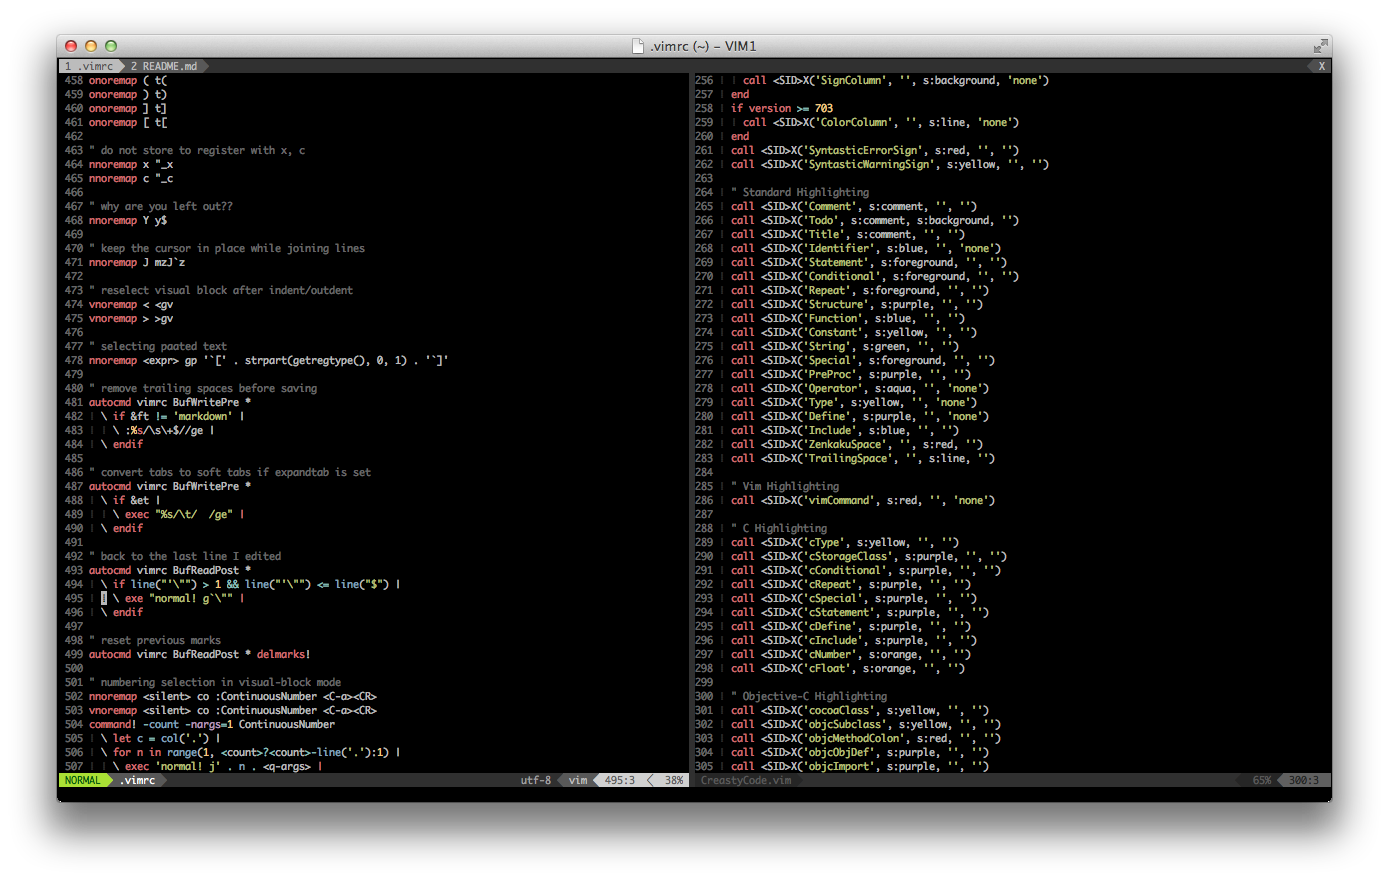 .vimrc (~) – VIM1
1 .vimrc 2 README.md X
458 onoremap ( t(
459 onoremap ) t)
460 onoremap ] t]
461 onoremap [ t[
462
463 " do not store to register with x, c
464 nnoremap x "_x
465 nnoremap c "_c
466
467 " why are you left out??
468 nnoremap Y y$
469
470 " keep the cursor in place while joining lines
471 nnoremap J mzJ`z
472
473 " reselect visual block after indent/outdent
474 vnoremap < <gv
475 vnoremap > >gv
476
477 " selecting paated text
478 nnoremap <expr> gp '`[' . strpart(getregtype(), 0, 1) . '`]'
479
480 " remove trailing spaces before saving
481 autocmd vimrc BufWritePre *
482 \ if &ft != 'markdown' |
483 \ :%s/\s\+$//ge |
484 \ endif
485
486 " convert tabs to soft tabs if expandtab is set
487 autocmd vimrc BufWritePre *
488 \ if &et |
489 \ exec "%s/\t/  /ge" |
490 \ endif
491
492 " back to the last line I edited
493 autocmd vimrc BufReadPost *
494 \ if line("'\"") > 1 && line("'\"") <= line("$") |
495 \ exe "normal! g`\"" |
496 \ endif
497
498 " reset previous marks
499 autocmd vimrc BufReadPost * delmarks!
500
501 " numbering selection in visual-block mode
502 nnoremap <silent> co :ContinuousNumber <C-a><CR>
503 vnoremap <silent> co :ContinuousNumber <C-a><CR>
504 command! -count -nargs=1 ContinuousNumber
505 \ let c = col('.') |
506 \ for n in range(1, <count>?<count>-line('.'):1) |
507 \ exec 'normal! j' . n . <q-args> |
NORMAL .vimrc utf-8 vim 495:3 38%
256 call <SID>X('SignColumn', '', s:background, 'none')
257 end
258 if version >= 703
259 call <SID>X('ColorColumn', '', s:line, 'none')
260 end
261 call <SID>X('SyntasticErrorSign', s:red, '', '')
262 call <SID>X('SyntasticWarningSign', s:yellow, '', '')
263
264 " Standard Highlighting
265 call <SID>X('Comment', s:comment, '', '')
266 call <SID>X('Todo', s:comment, s:background, '')
267 call <SID>X('Title', s:comment, '', '')
268 call <SID>X('Identifier', s:blue, '', 'none')
269 call <SID>X('Statement', s:foreground, '', '')
270 call <SID>X('Conditional', s:foreground, '', '')
271 call <SID>X('Repeat', s:foreground, '', '')
272 call <SID>X('Structure', s:purple, '', '')
273 call <SID>X('Function', s:blue, '', '')
274 call <SID>X('Constant', s:yellow, '', '')
275 call <SID>X('String', s:green, '', '')
276 call <SID>X('Special', s:foreground, '', '')
277 call <SID>X('PreProc', s:purple, '', '')
278 call <SID>X('Operator', s:aqua, '', 'none')
279 call <SID>X('Type', s:yellow, '', 'none')
280 call <SID>X('Define', s:purple, '', 'none')
281 call <SID>X('Include', s:blue, '', '')
282 call <SID>X('ZenkakuSpace', '', s:red, '')
283 call <SID>X('TrailingSpace', '', s:line, '')
284
285 " Vim Highlighting
286 call <SID>X('vimCommand', s:red, '', 'none')
287
288 " C Highlighting
289 call <SID>X('cType', s:yellow, '', '')
290 call <SID>X('cStorageClass', s:purple, '', '')
291 call <SID>X('cConditional', s:purple, '', '')
292 call <SID>X('cRepeat', s:purple, '', '')
293 call <SID>X('cSpecial', s:purple, '', '')
294 call <SID>X('cStatement', s:purple, '', '')
295 call <SID>X('cDefine', s:purple, '', '')
296 call <SID>X('cInclude', s:purple, '', '')
297 call <SID>X('cNumber', s:orange, '', '')
298 call <SID>X('cFloat', s:orange, '', '')
299
300 " Objective-C Highlighting
301 call <SID>X('cocoaClass', s:yellow, '', '')
302 call <SID>X('objcSubclass', s:yellow, '', '')
303 call <SID>X('objcMethodColon', s:red, '', '')
304 call <SID>X('objcObjDef', s:purple, '', '')
305 call <SID>X('objcImport', s:purple, '', '')
CreastyCode.vim 65% 300:3